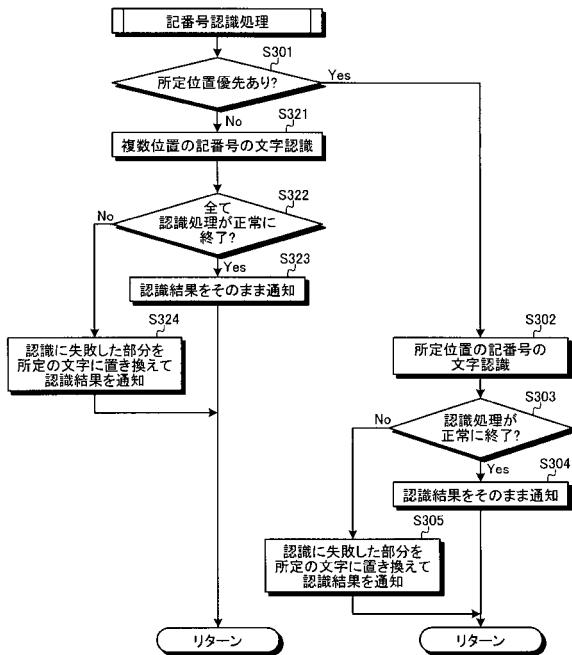 記番号認識処理
S301
所定位置優先あり?
Yes
No
S321
複数位置の記番号の文字認識
S322
全て
認識処理が正常に
終了?
No
Yes
S323
認識結果をそのまま通知
S324
認識に失敗した部分を
所定の文字に置き換えて
認識結果を通知
S302
所定位置の記番号の
文字認識
S303
認識処理が
正常に終了?
No
Yes
S304
認識結果をそのまま通知
S305
認識に失敗した部分を
所定の文字に置き換えて
認識結果を通知
リターン
リターン